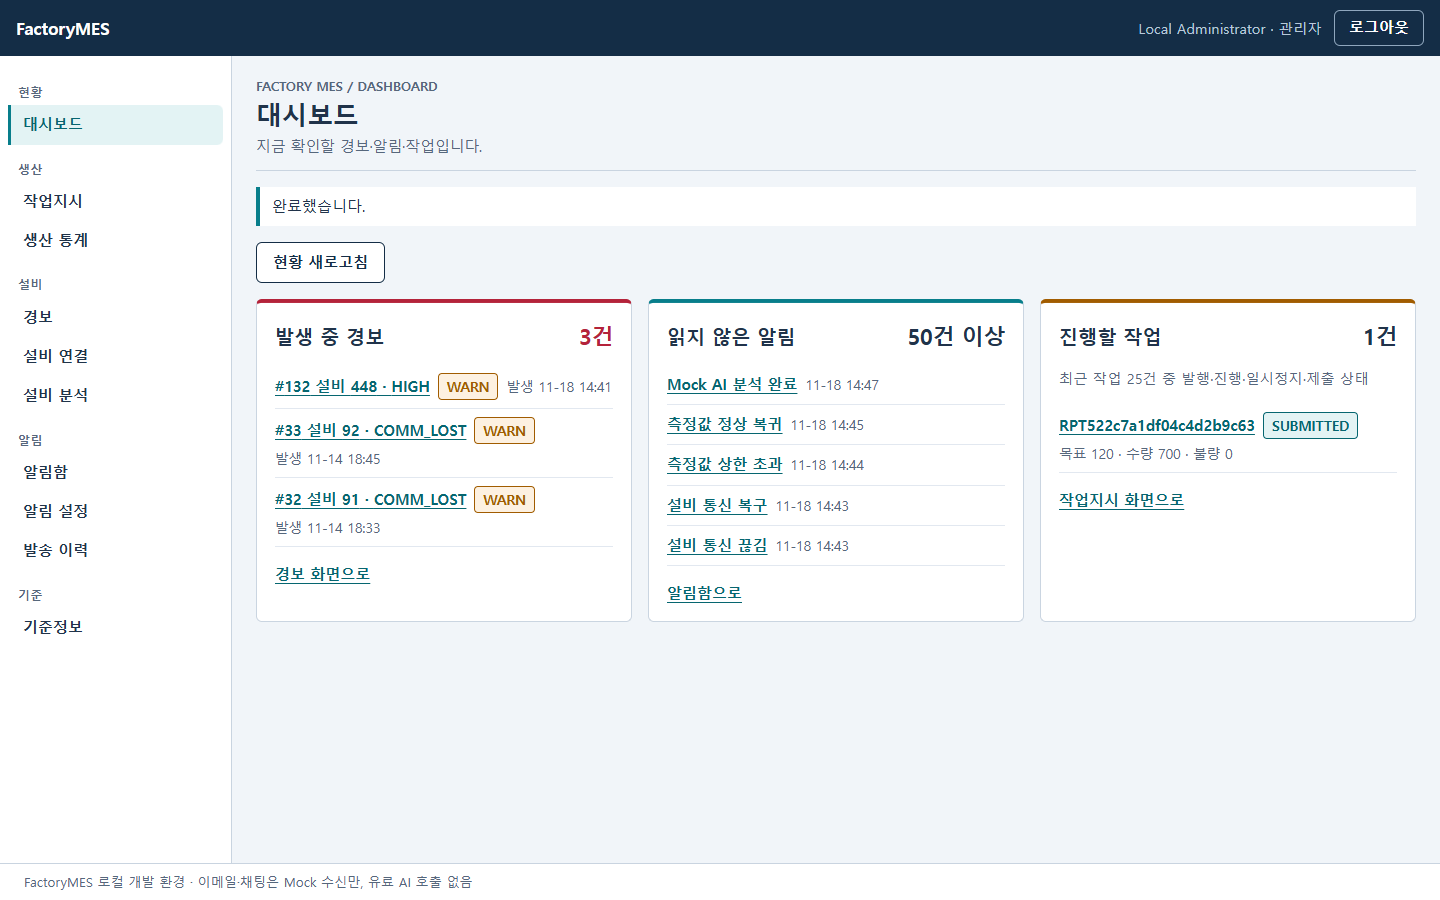 FactoryMES
Local Administrator · 관리자
로그아웃
현황
대시보드
생산
작업지시
생산 통계
설비
경보
설비 연결
설비 분석
알림
알림함
알림 설정
발송 이력
기준
기준정보
FACTORY MES / DASHBOARD
대시보드
지금 확인할 경보·알림·작업입니다.
완료했습니다.
현황 새로고침
발생 중 경보 3건
#132 설비 448 · HIGH WARN 발생 11-18 14:41
#33 설비 92 · COMM_LOST WARN
발생 11-14 18:45
#32 설비 91 · COMM_LOST WARN
발생 11-14 18:33
경보 화면으로
읽지 않은 알림 50건 이상
Mock AI 분석 완료 11-18 14:47
측정값 정상 복귀 11-18 14:45
측정값 상한 초과 11-18 14:44
설비 통신 복구 11-18 14:43
설비 통신 끊김 11-18 14:43
알림함으로
진행할 작업 1건
최근 작업 25건 중 발행·진행·일시정지·제출 상태
RPT522c7a1df04c4d2b9c63 SUBMITTED
목표 120 · 수량 700 · 불량 0
작업지시 화면으로
FactoryMES 로컬 개발 환경 · 이메일·채팅은 Mock 수신만, 유료 AI 호출 없음